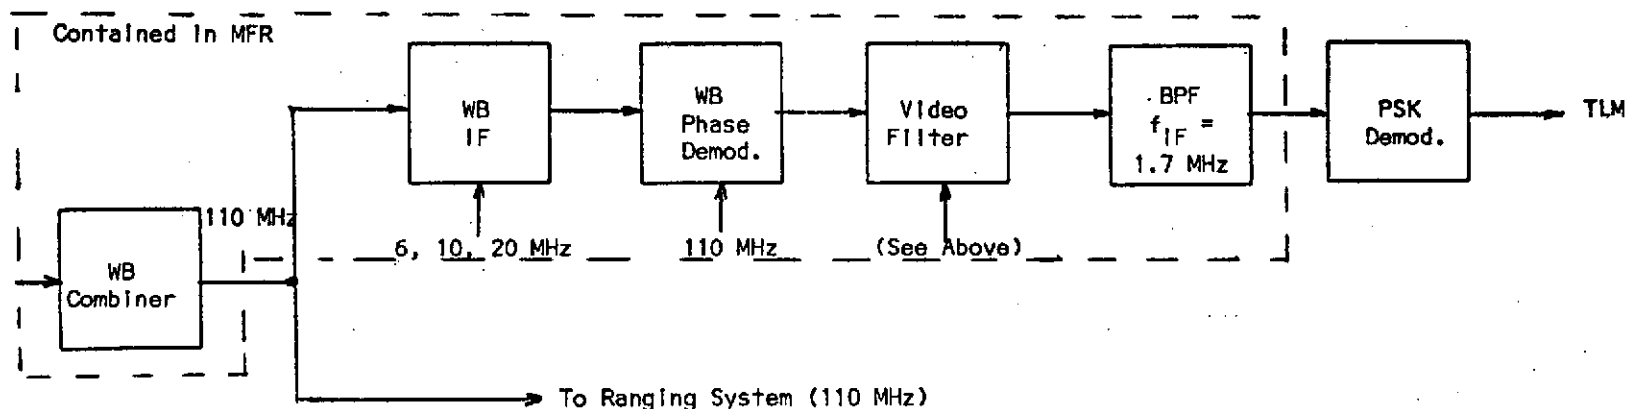 Contained in MFR
WB
IF
WB
Phase
Demod.
Video
Filter
BPF
f_IF =
1.7 MHz
PSK
Demod.
TLM
110 MHz
6, 10, 20 MHz
110 MHz
(See Above)
WB
Combiner
To Ranging System (110 MHz)